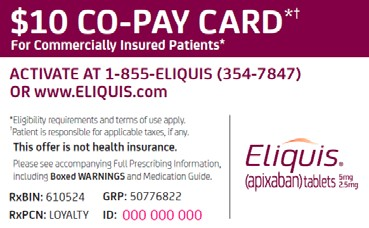 $10 CO-PAY CARD*†
For Commercially Insured Patients*
ACTIVATE AT 1-855-ELIQUIS (354-7847)
OR www.ELIQUIS.com
*Eligibility requirements and terms of use apply.
†Patient is responsible for applicable taxes, if any.
This offer is not health insurance.
Please see accompanying Full Prescribing Information,
including Boxed WARNINGS and Medication Guide.
RxBIN: 610524 GRP: 50776822
RxPCN: LOYALTY ID: 000 000 000
Eliquis®
(apixaban) tablets 5mg
2.5mg